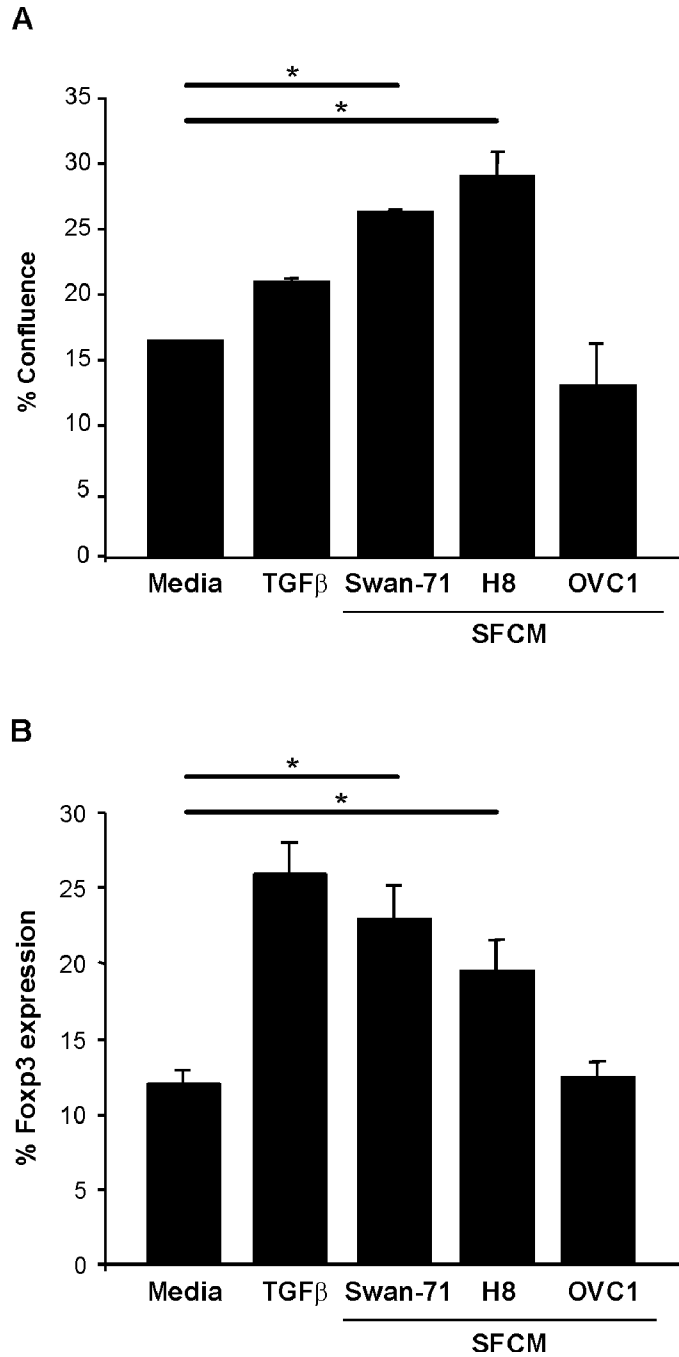 A
*
*
35
30
25
20
15
10
5
0
% Confluence
Media TGFβ Swan-71 H8 OVC1
SFCM
B
*
*
30
25
20
15
10
5
0
% Foxp3 expression
Media TGFβ Swan-71 H8 OVC1
SFCM